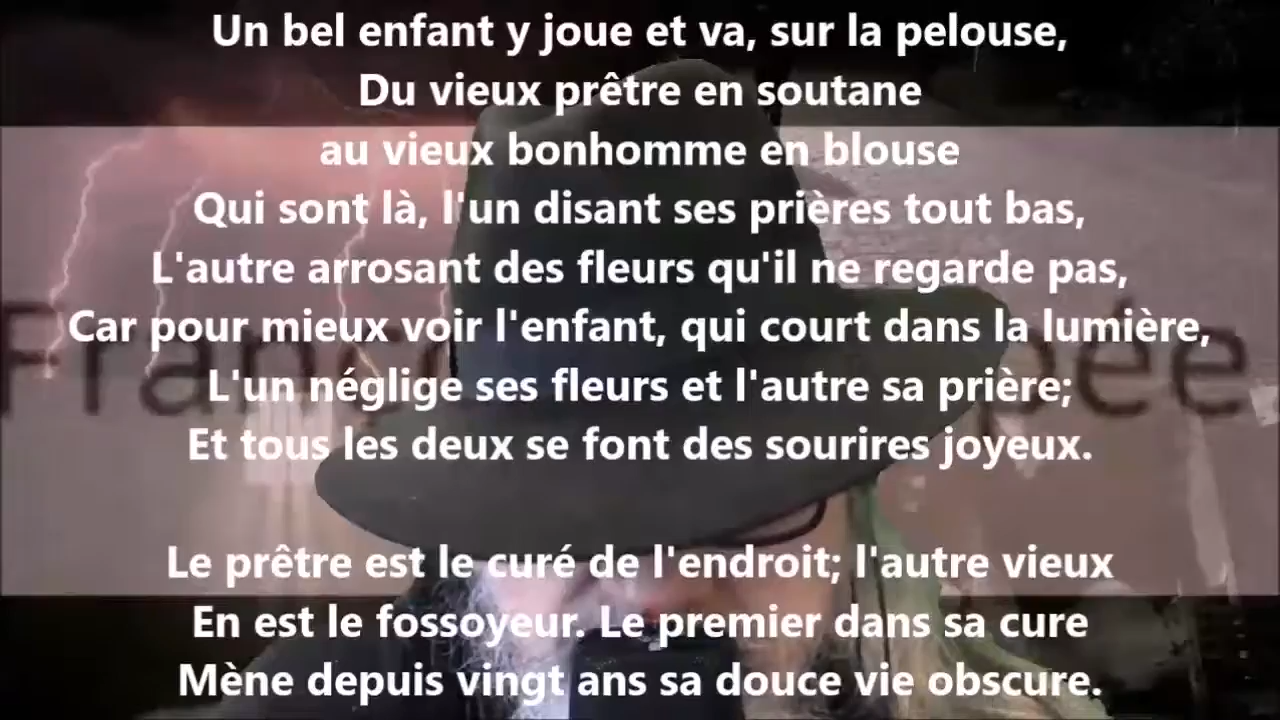 Un bel enfant y joue et va, sur la pelouse,
Du vieux prêtre en soutane
au vieux bonhomme en blouse
Qui sont là, l'un disant ses prières tout bas,
L'autre arrosant des fleurs qu'il ne regarde pas,
Car pour mieux voir l'enfant, qui court dans la lumière,
L'un néglige ses fleurs et l'autre sa prière;
Et tous les deux se font des sourires joyeux.
Le prêtre est le curé de l'endroit; l'autre vieux
En est le fossoyeur. Le premier dans sa cure
Mène depuis vingt ans sa douce vie obscure.